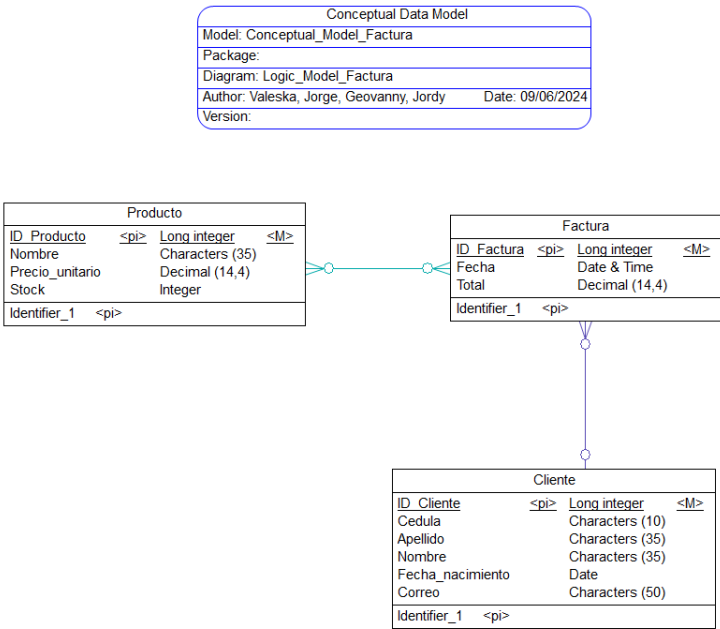 Conceptual Data Model
Model: Conceptual_Model_Factura
Package:
Diagram: Logic_Model_Factura
Author: Valeska, Jorge, Geovanny, Jordy Date: 09/06/2024
Version:
Producto
ID_Producto <pi> Long integer <M>
Nombre Characters (35)
Precio_unitario Decimal (14,4)
Stock Integer
Identifier_1 <pi>
Factura
ID_Factura <pi> Long integer <M>
Fecha Date & Time
Total Decimal (14,4)
Identifier_1 <pi>
Cliente
ID_Cliente <pi> Long integer <M>
Cedula Characters (10)
Apellido Characters (35)
Nombre Characters (35)
Fecha_nacimiento Date
Correo Characters (50)
Identifier_1 <pi>